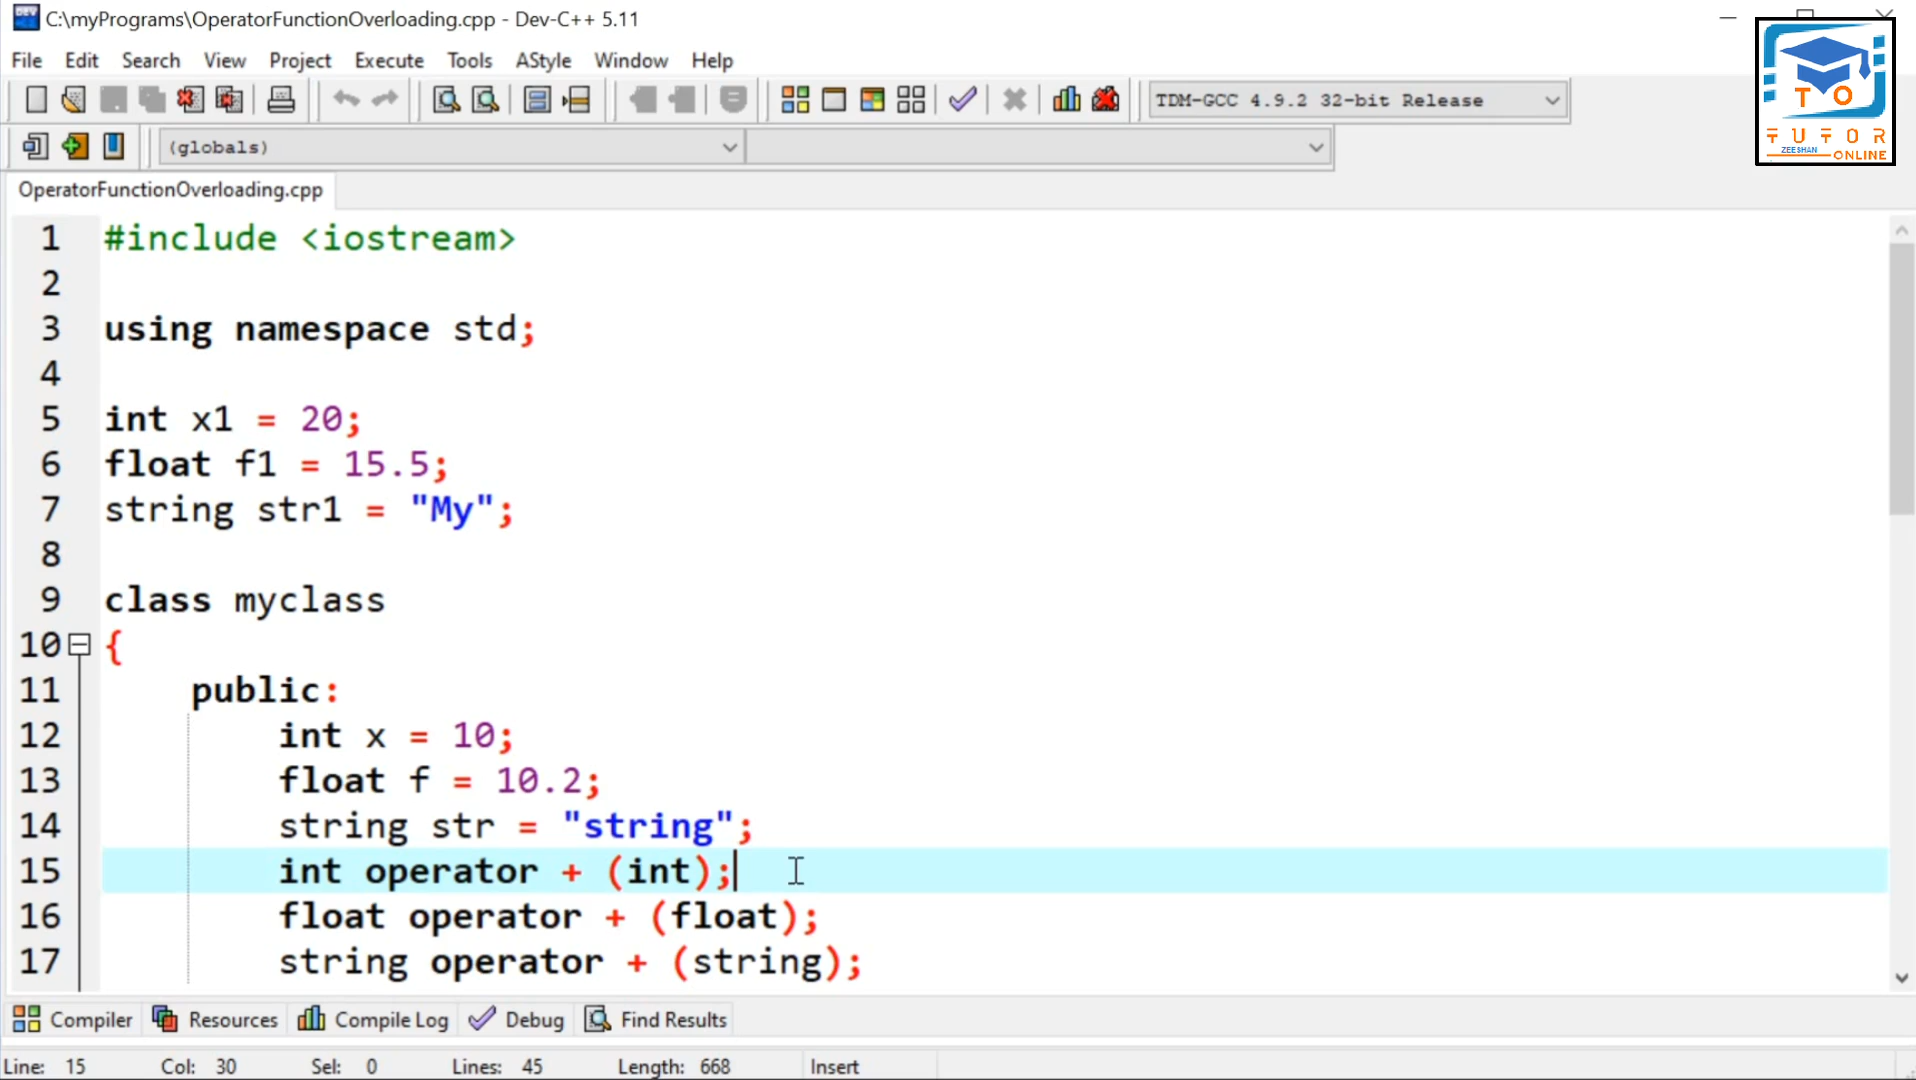 C:\myPrograms\OperatorFunctionOverloading.cpp - Dev-C++ 5.11
File Edit Search View Project Execute Tools AStyle Window Help
TDM-GCC 4.9.2 32-bit Release
(globals)
T O
TUTOR
ZEESHAN
ONLINE
OperatorFunctionOverloading.cpp
1 #include <iostream>
2
3 using namespace std;
4
5 int x1 = 20;
6 float f1 = 15.5;
7 string str1 = "My";
8
9 class myclass
10 {
11 public:
12 int x = 10;
13 float f = 10.2;
14 string str = "string";
15 int operator + (int);
16 float operator + (float);
17 string operator + (string);
Compiler Resources Compile Log Debug Find Results
Line: 15 Col: 30 Sel: 0 Lines: 45 Length: 668 Insert